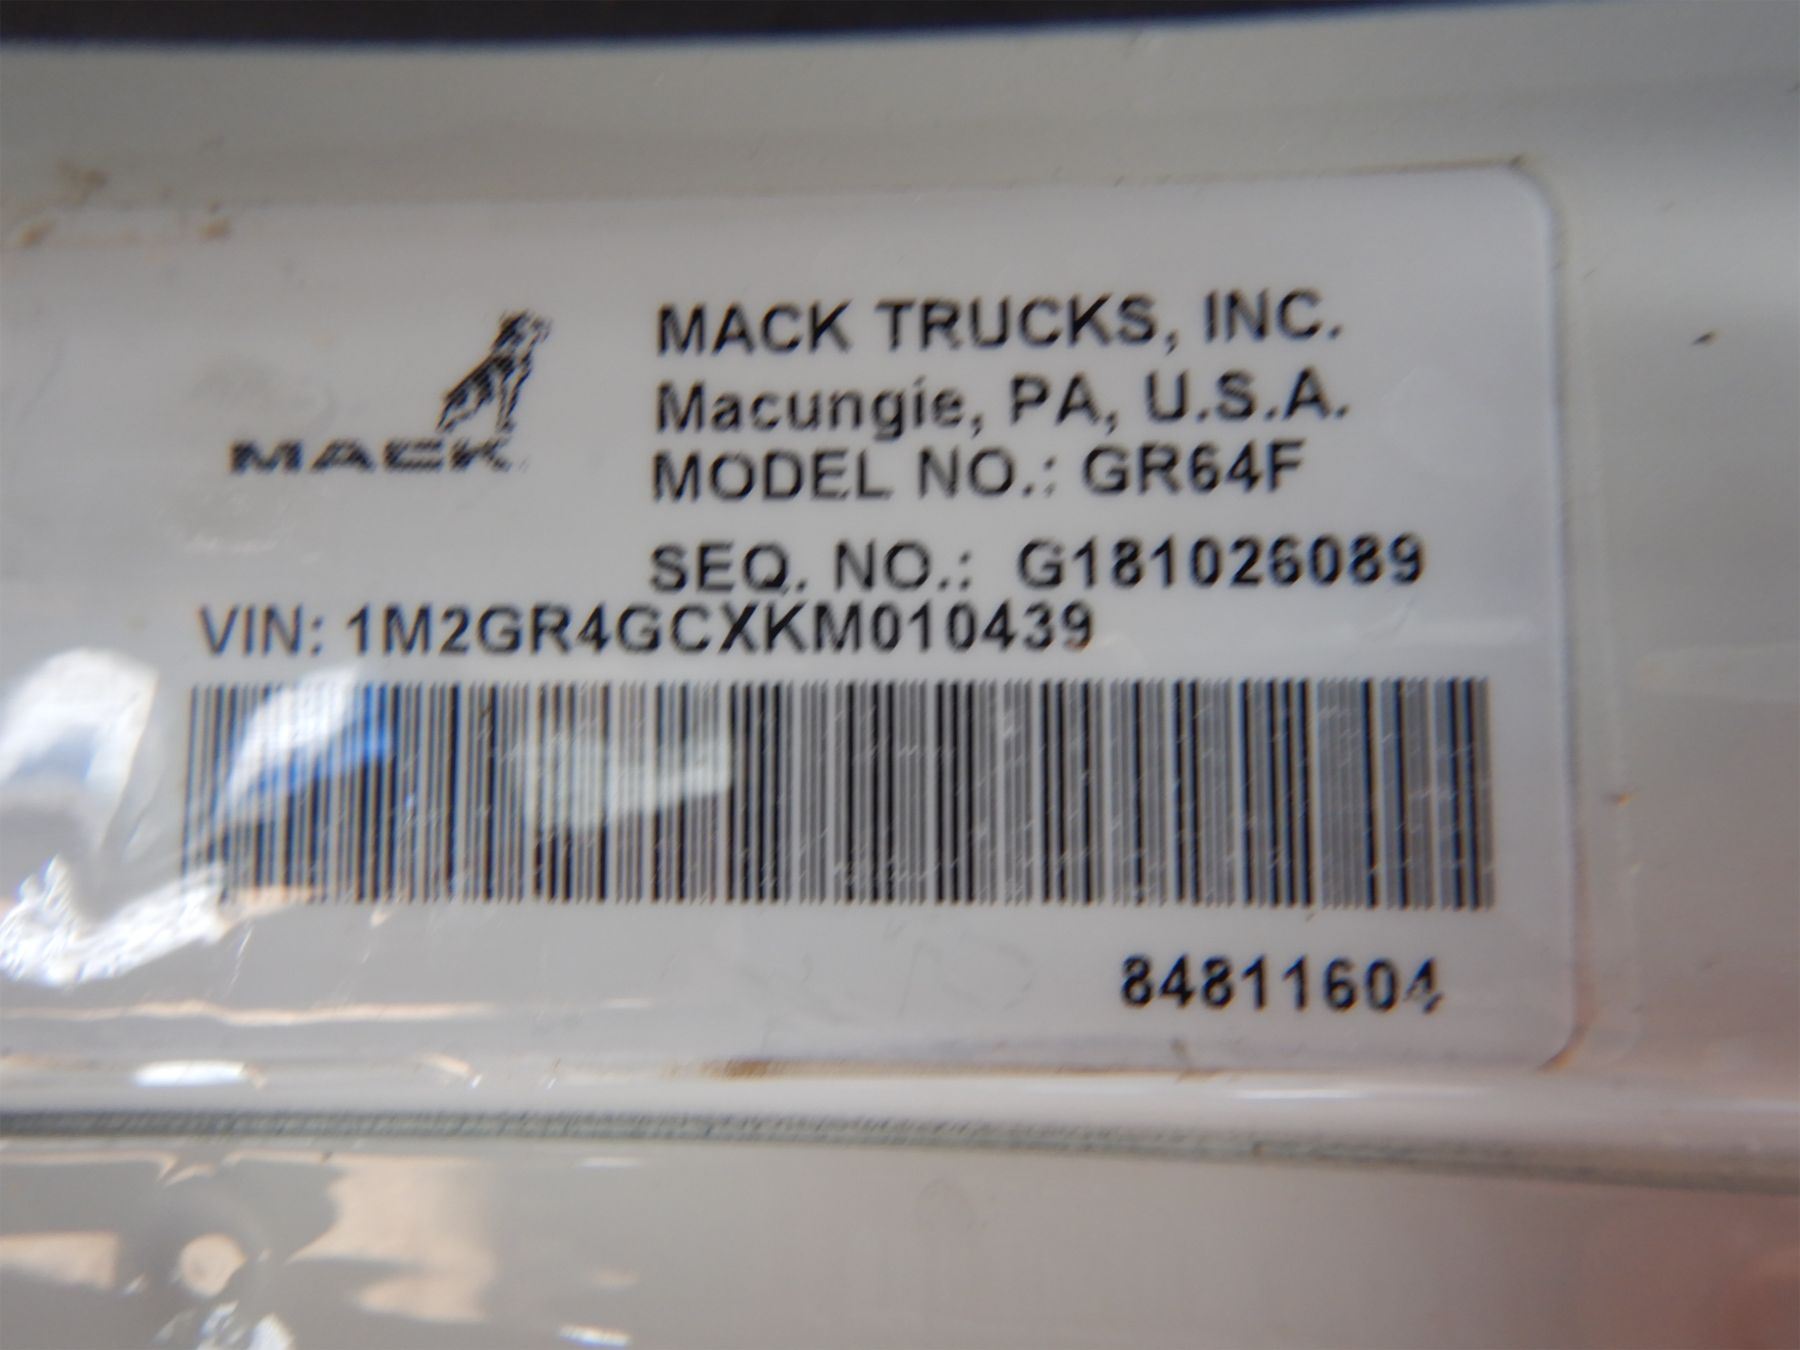 MACK
MACK TRUCKS, INC.
Macungie, PA, U.S.A.
MODEL NO.: GR64F
SEQ. NO.: G181026089
VIN: 1M2GR4GCXKM010439
84811604